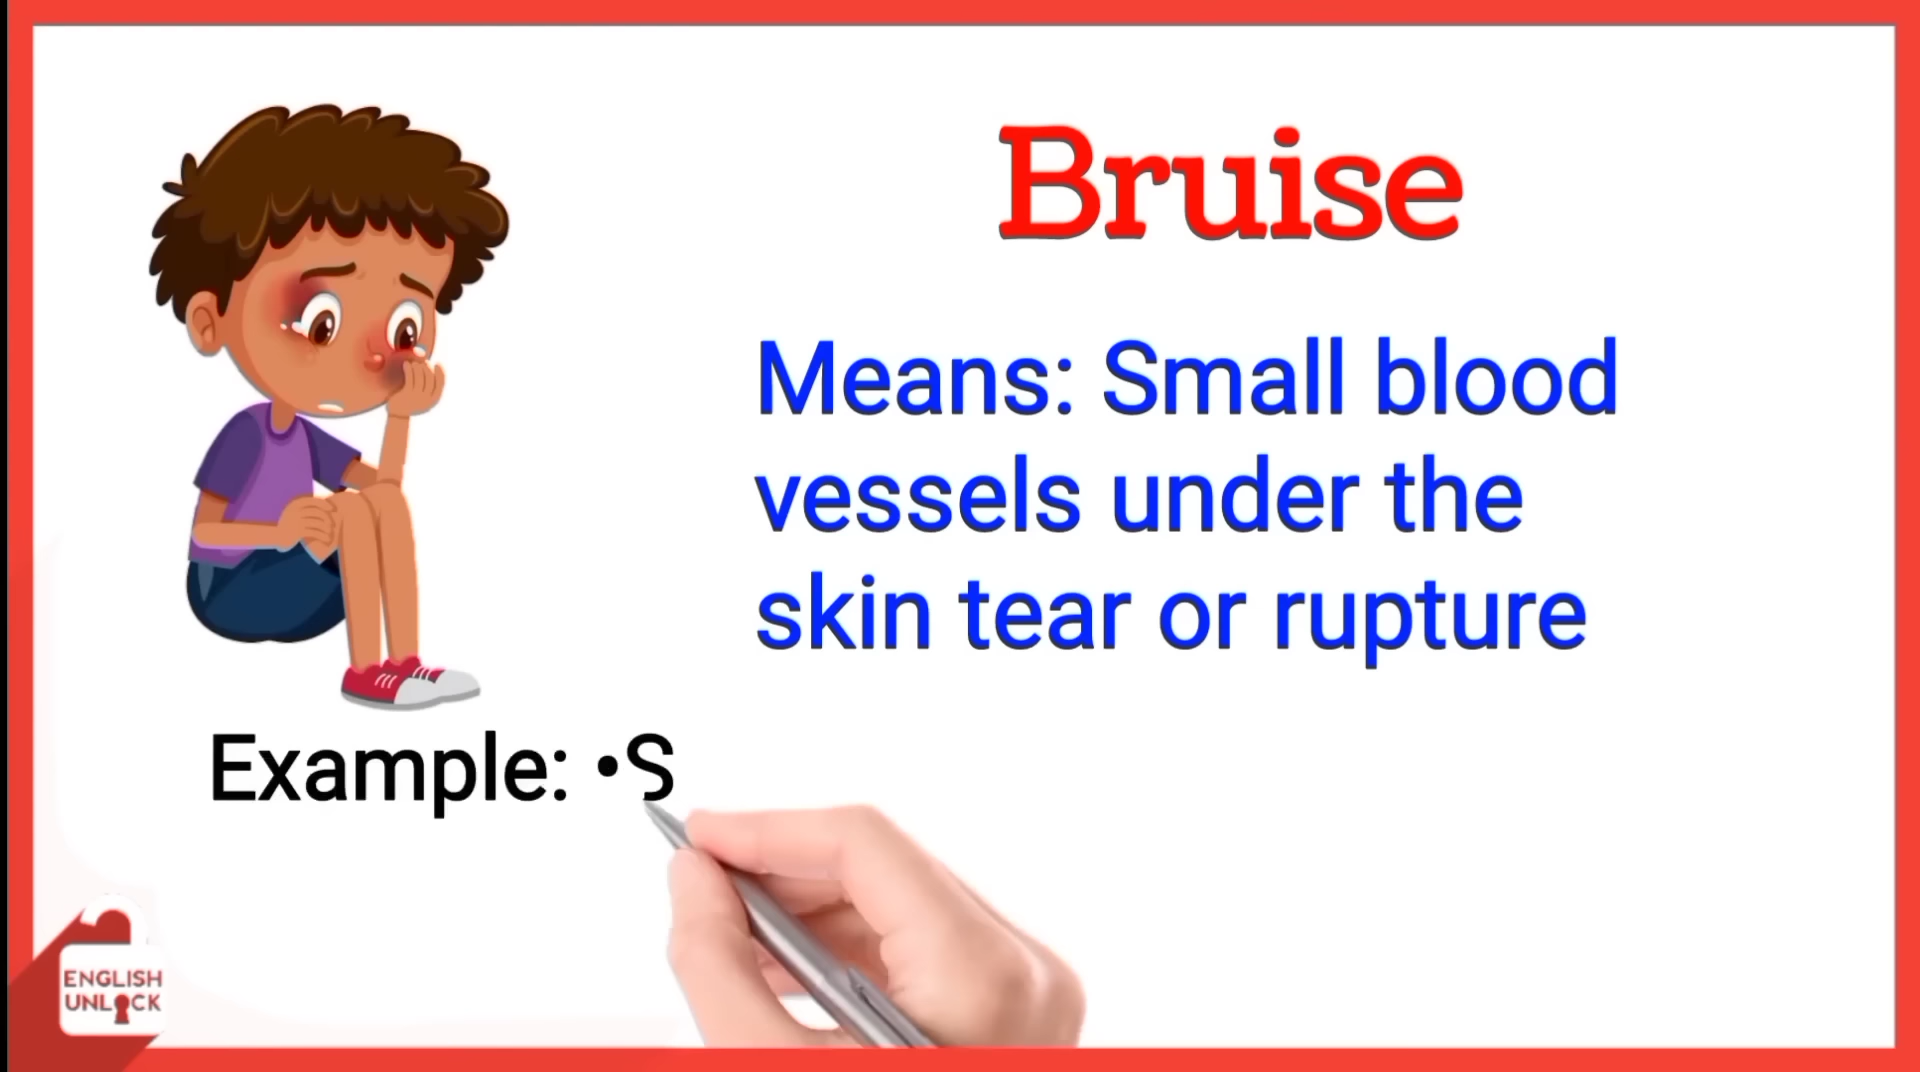 Bruise
Means: Small blood
vessels under the
skin tear or rupture
Example: •S
ENGLISH
UNLOCK